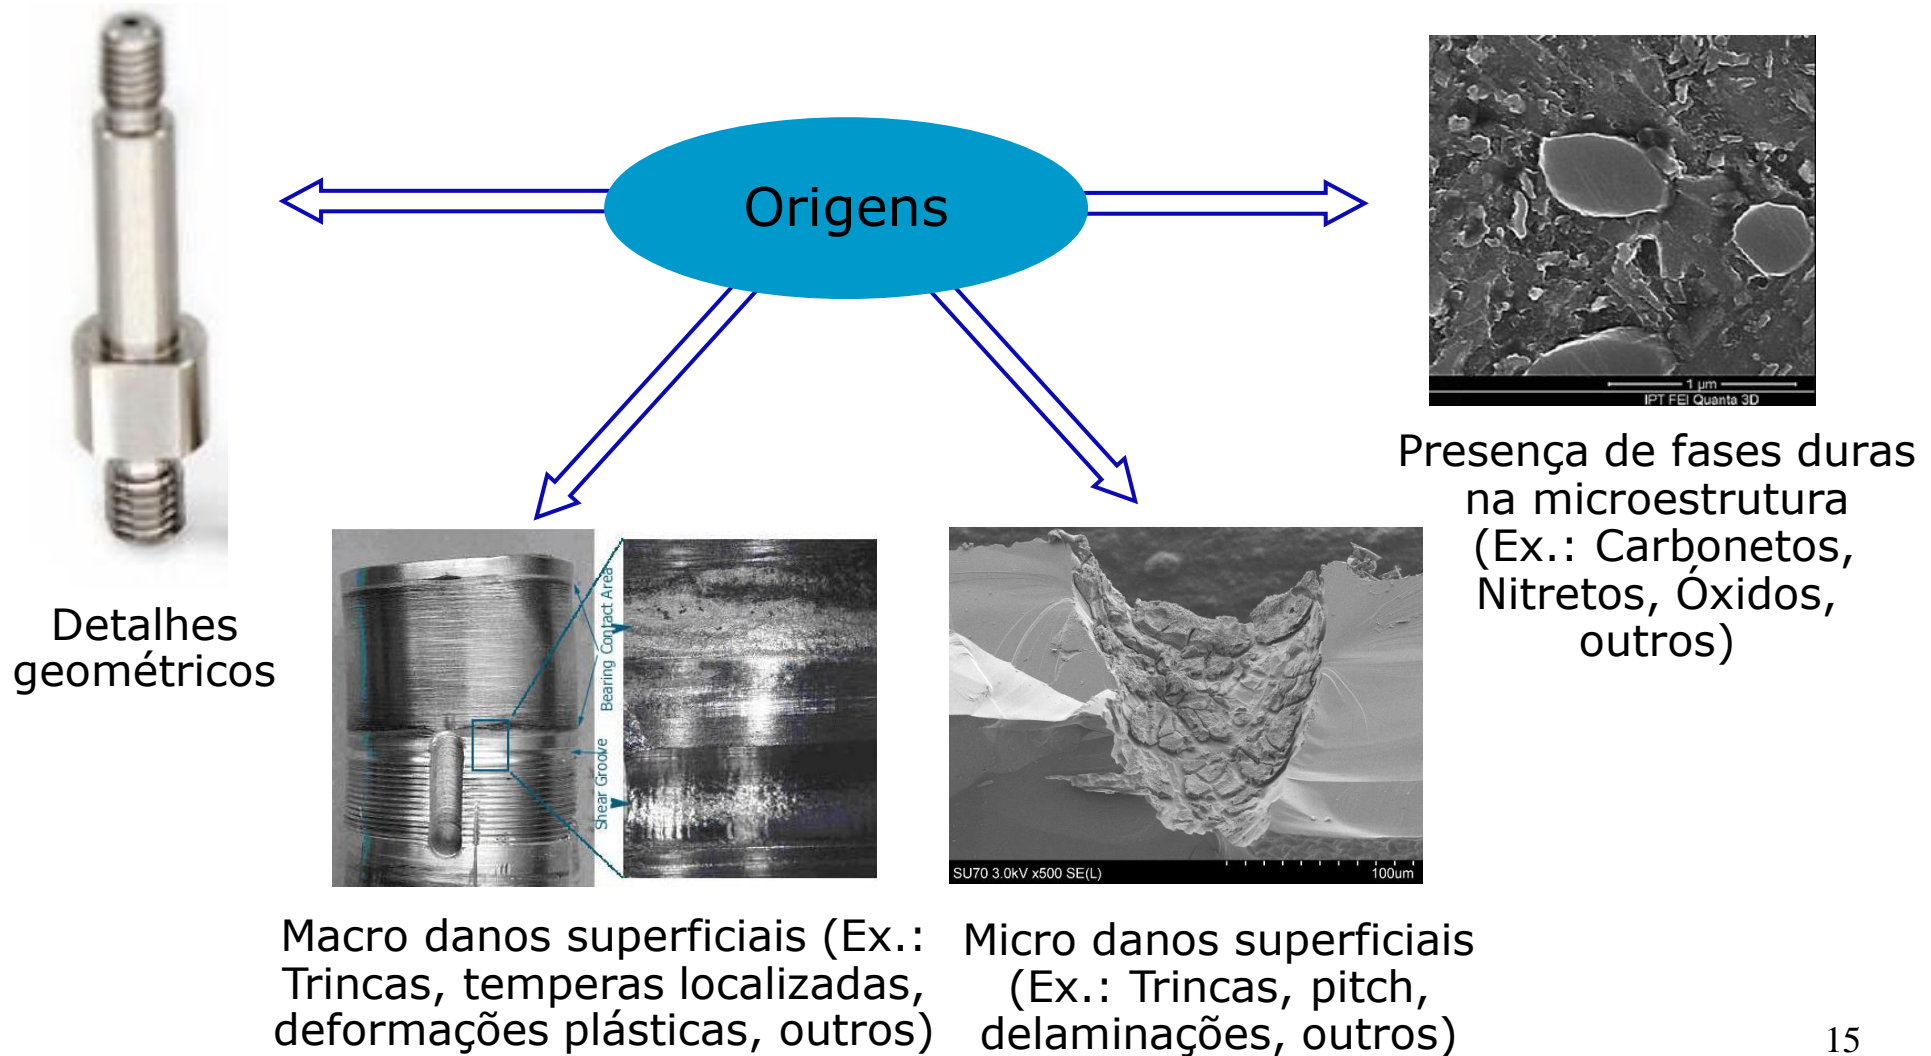 Origens
1 µm
IPT FEI Quanta 3D
Presença de fases duras
na microestrutura
(Ex.: Carbonetos,
Nitretos, Óxidos,
outros)
Detalhes
geométricos
Bearing Contact Area
Shear Groove
SU70 3.0kV x500 SE(L)
100um
Macro danos superficiais (Ex.:
Trincas, temperas localizadas,
deformações plásticas, outros)
Micro danos superficiais
(Ex.: Trincas, pitch,
delaminações, outros)
15